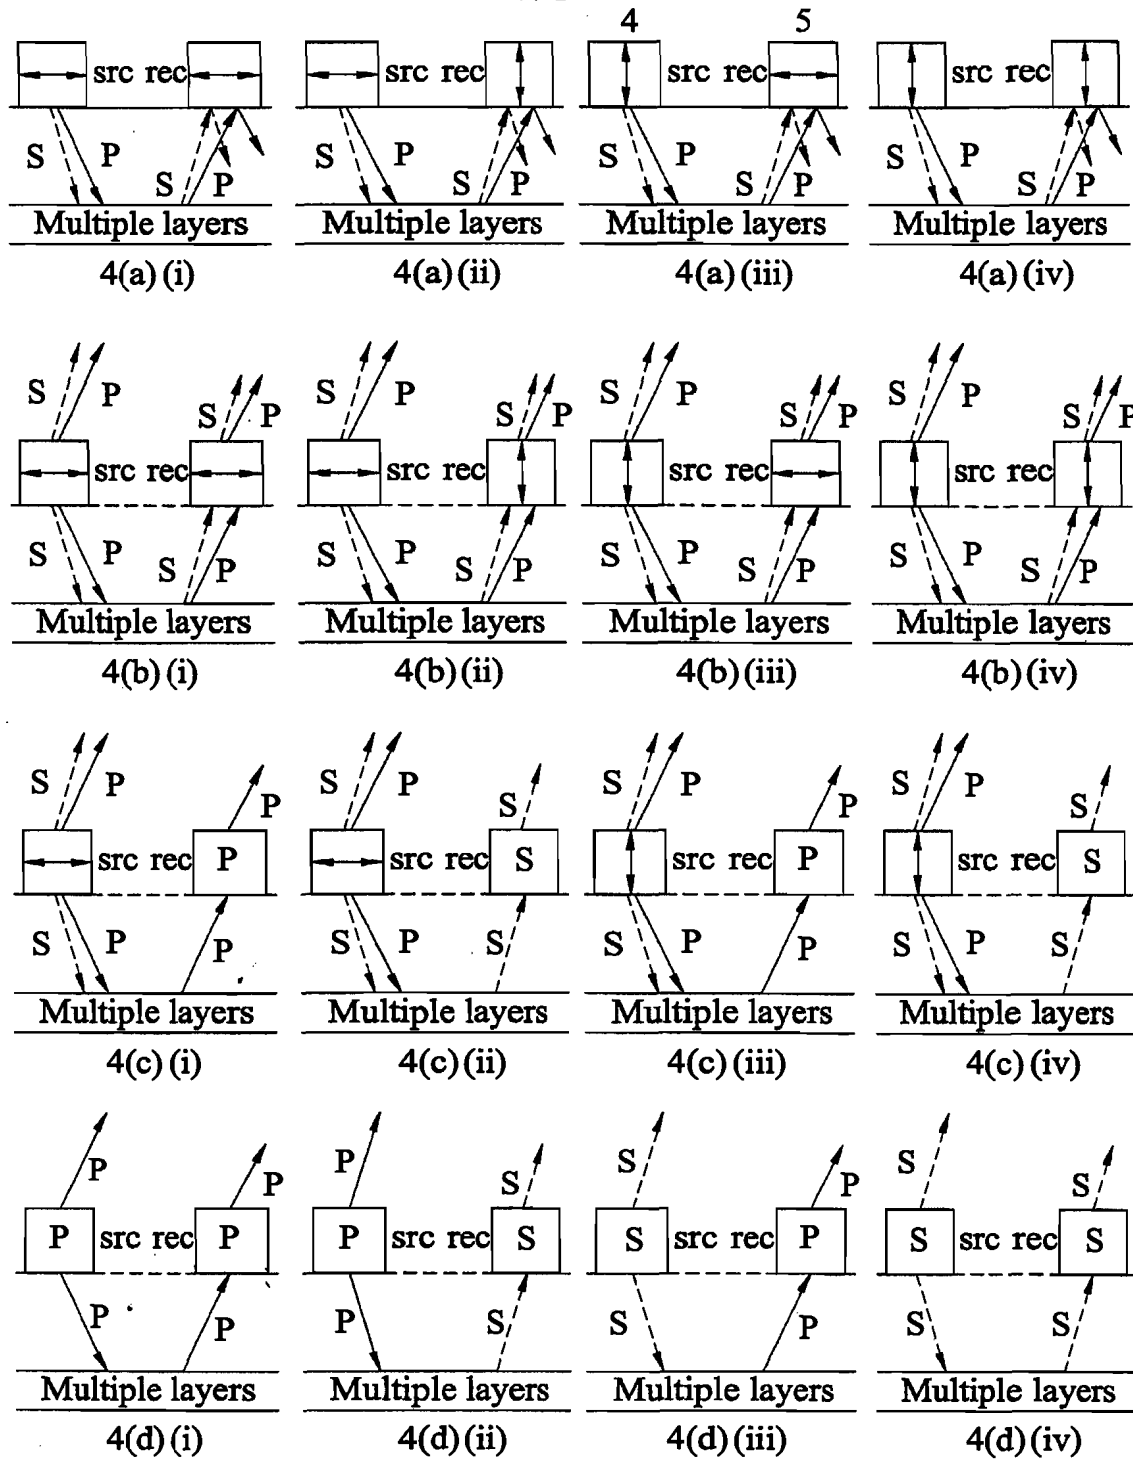 4 5
src rec src rec src rec src rec
S P S P S P S P S P S P S P S P
Multiple layers Multiple layers Multiple layers Multiple layers
4(a)(i) 4(a)(ii) 4(a)(iii) 4(a)(iv)
S P S P S P S P S P S P S P S P
src rec src rec src rec src rec
S P S P S P S P S P S P S P S P
Multiple layers Multiple layers Multiple layers Multiple layers
4(b)(i) 4(b)(ii) 4(b)(iii) 4(b)(iv)
S P P S P S S P P S P S
src rec P src rec S src rec P src rec S
S P P S P S S P P S P S
Multiple layers Multiple layers Multiple layers Multiple layers
4(c)(i) 4(c)(ii) 4(c)(iii) 4(c)(iv)
P P P S S P S S
P src rec P P src rec S S src rec P S src rec S
P P P S S P S S
Multiple layers Multiple layers Multiple layers Multiple layers
4(d)(i) 4(d)(ii) 4(d)(iii) 4(d)(iv)